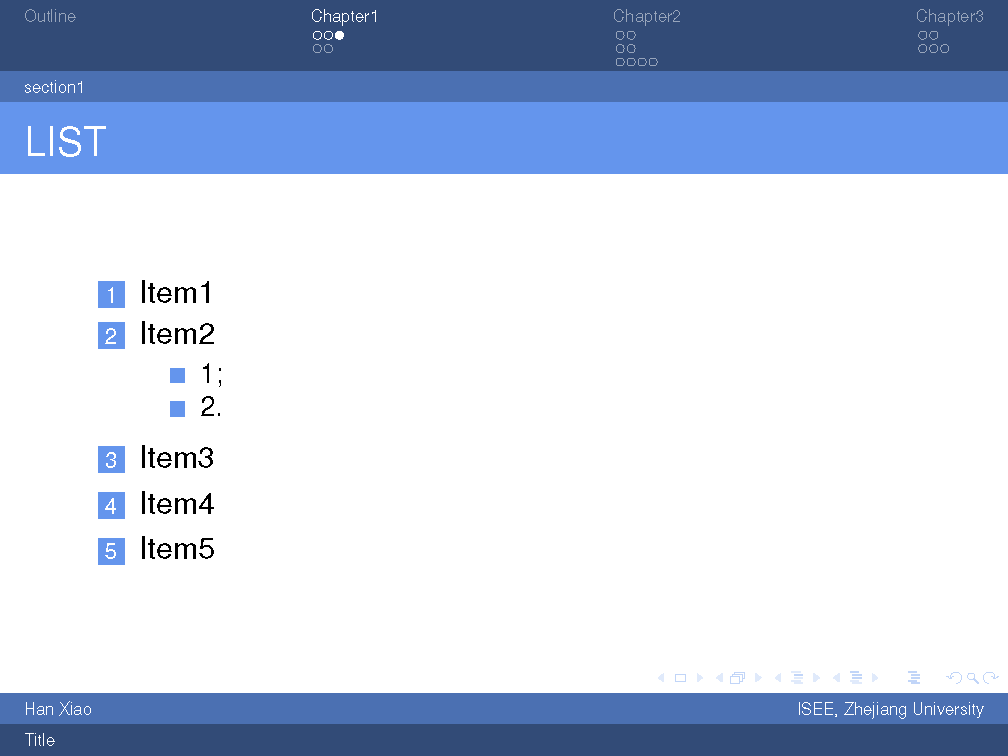 Outline Chapter1 Chapter2 Chapter3
section1
LIST
1 Item1
2 Item2
1;
2.
3 Item3
4 Item4
5 Item5
Han Xiao ISEE, Zhejiang University
Title